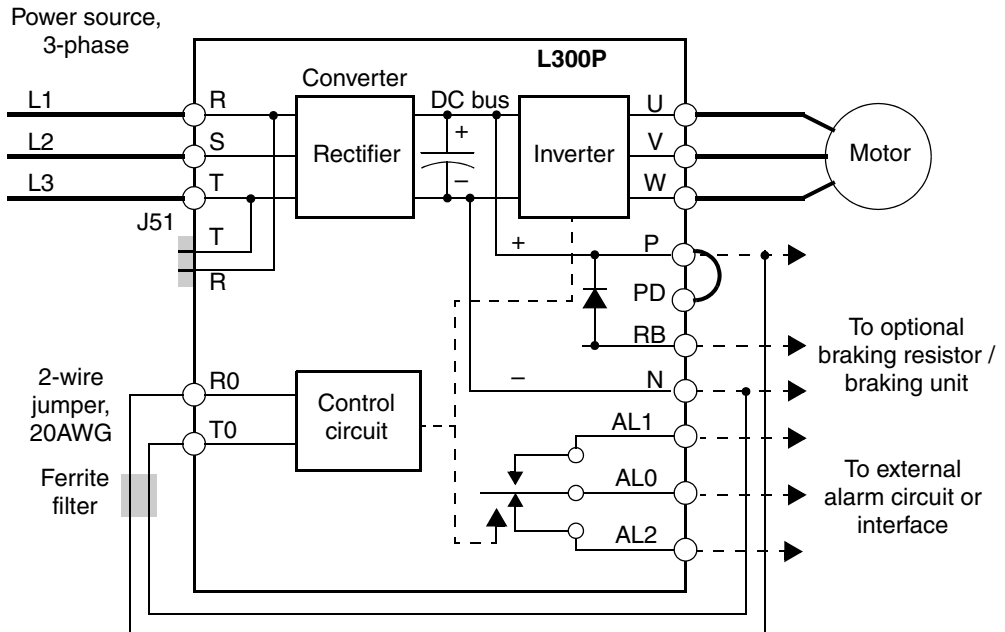 Power source,
3-phase
L300P
Converter
L1
R
DC bus
U
+
L2
S
Rectifier
Inverter
V
Motor
–
L3
T
W
J51
T
+
P
R
PD
To optional
braking resistor /
braking unit
RB
2-wire
jumper,
20AWG
R0
–
N
Control
circuit
T0
AL1
Ferrite
filter
AL0
To external
alarm circuit or
interface
AL2